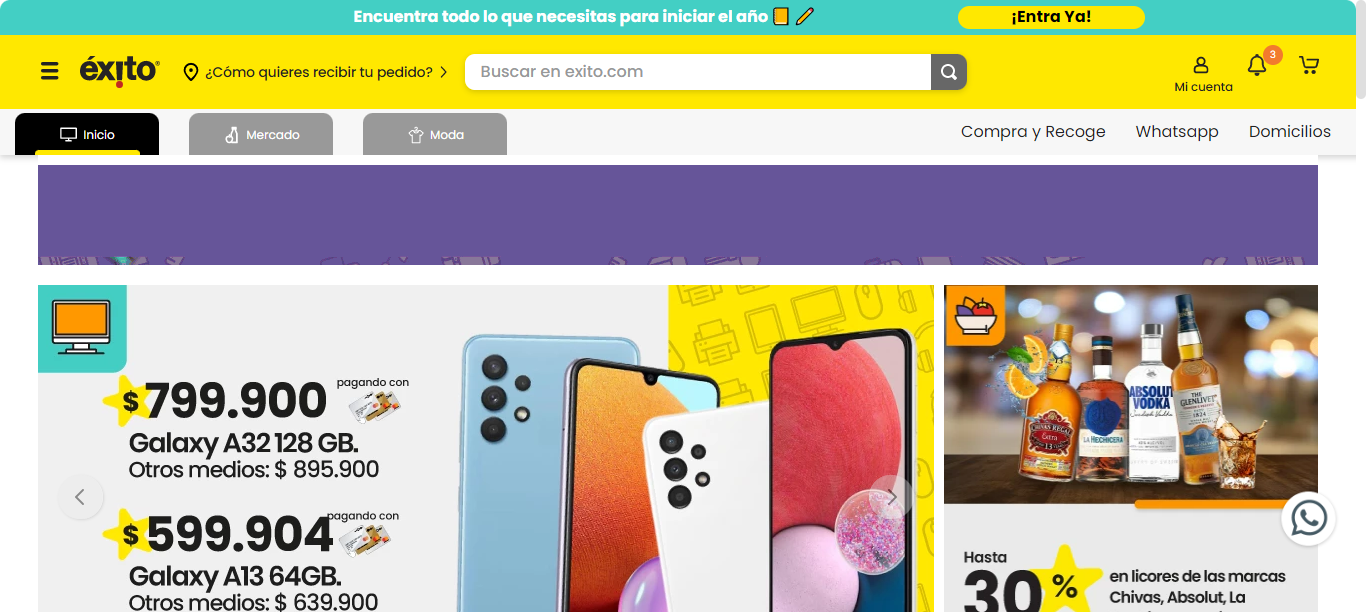 Encuentra todo lo que necesitas para iniciar el año
¡Entra Ya!
éxito
¿Cómo quieres recibir tu pedido?
Buscar en exito.com
Mi cuenta
3
Inicio
Mercado
Moda
Compra y Recoge
Whatsapp
Domicilios
$799.900
pagando con
Galaxy A32 128 GB.
Otros medios: $ 895.900
$599.904
pagando con
Galaxy A13 64GB.
Otros medios: $ 639.900
CHIVAS REGAL
Extra
13
LA HECHICERA
ABSOLUT
VODKA
THE
GLENLIVET
1824
Hasta
30%
en licores de las marcas
Chivas, Absolut, La